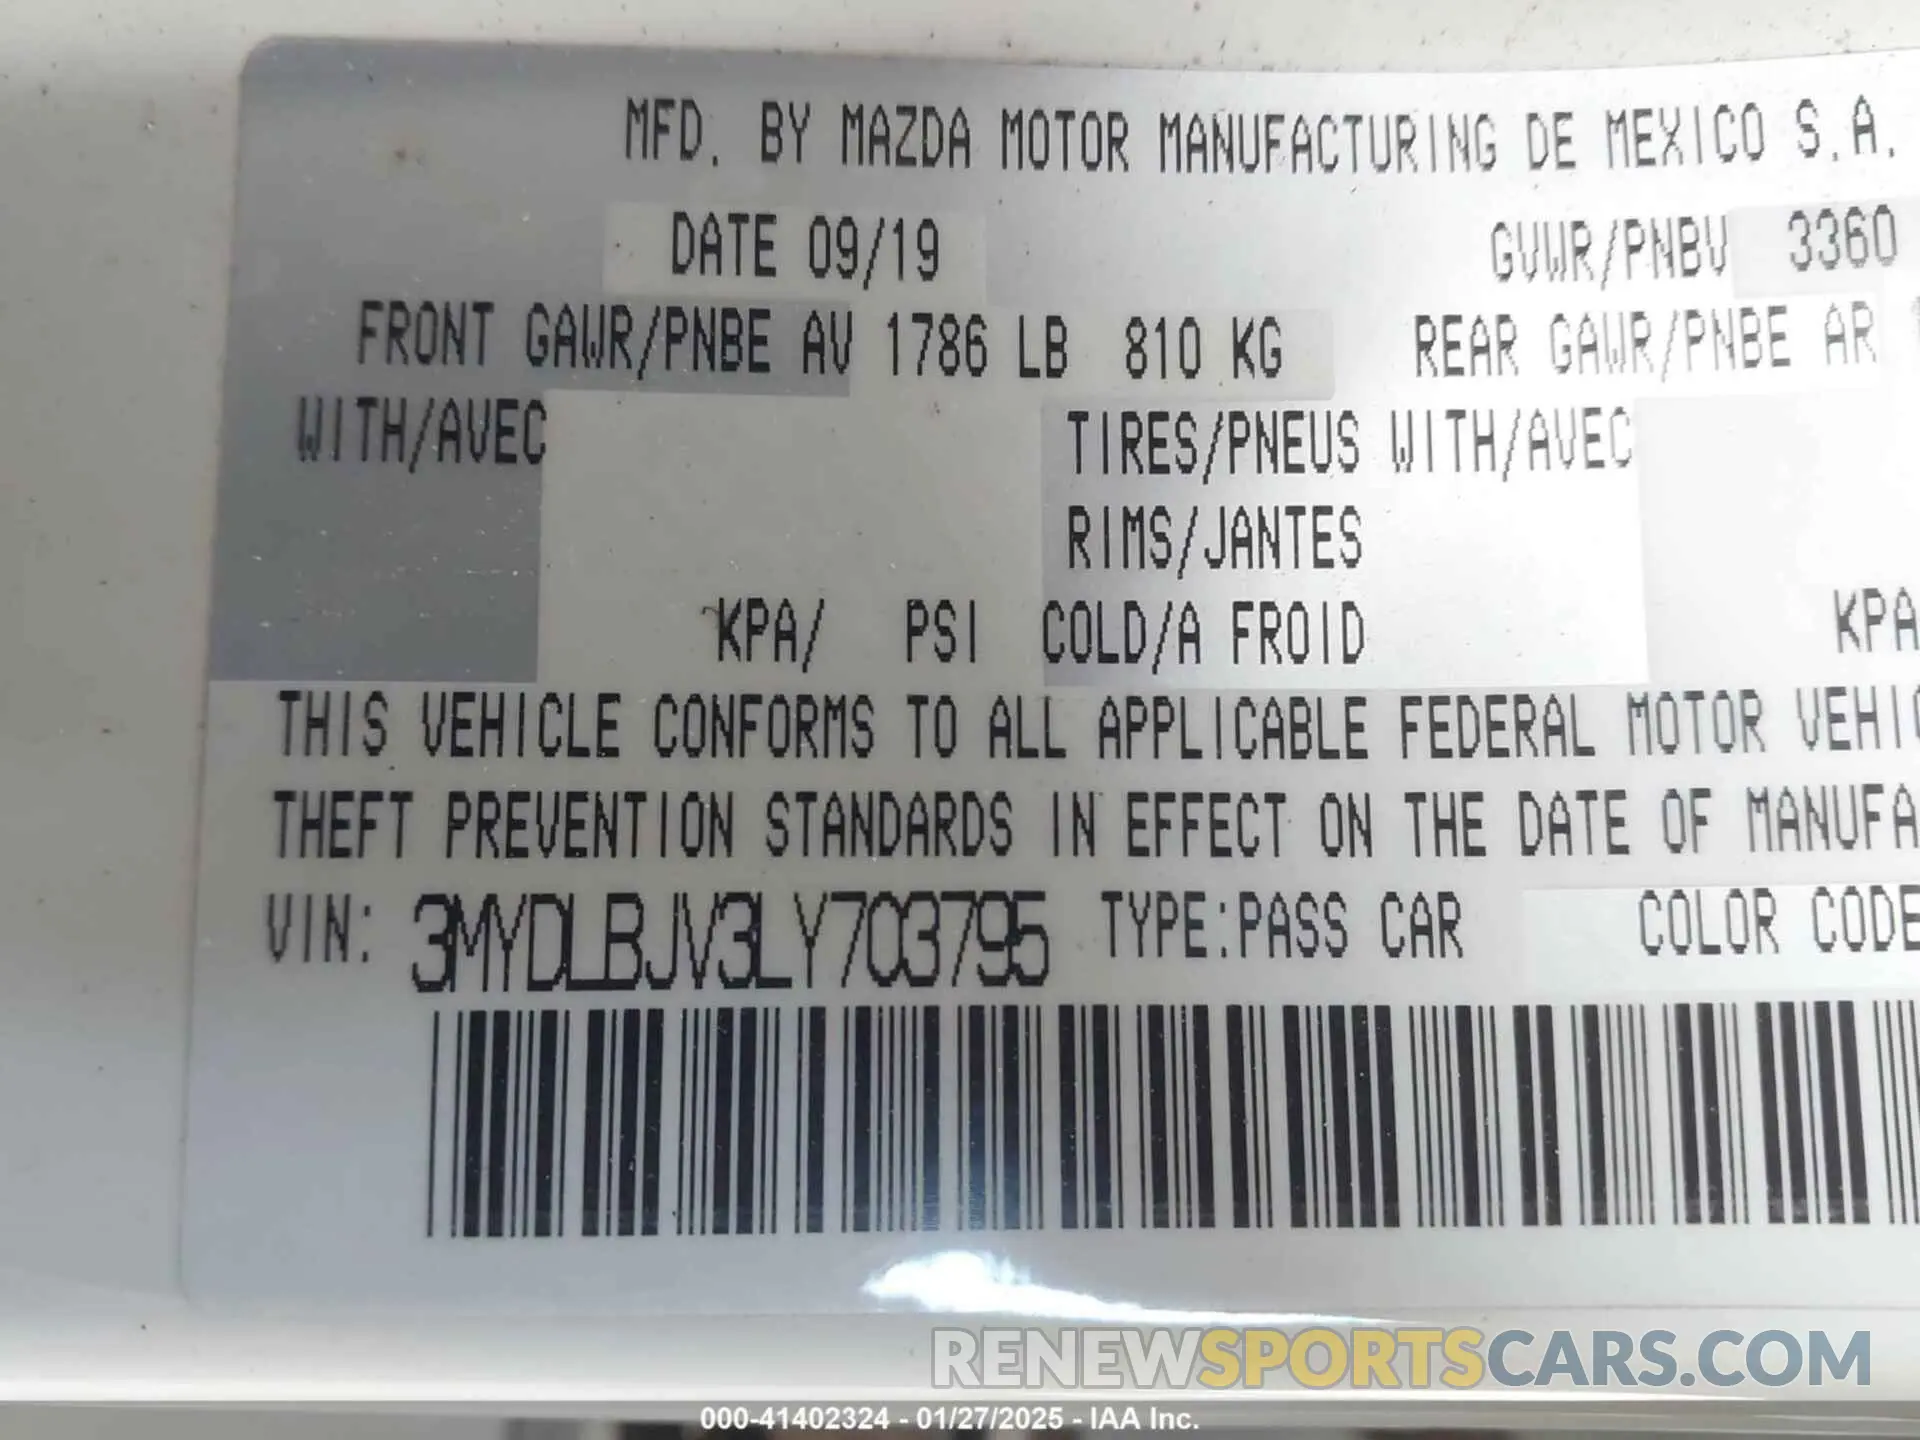 MFD. BY MAZDA MOTOR MANUFACTURING DE MEXICO S.A.
DATE 09/19 GVWR/PNBV 3360
FRONT GAWR/PNBE AV 1786 LB 810 KG REAR GAWR/PNBE AR
WITH/AVEC TIRES/PNEUS WITH/AVEC
RIMS/JANTES
KPA/ PSI COLD/A FROID KPA
THIS VEHICLE CONFORMS TO ALL APPLICABLE FEDERAL MOTOR VEHIC
THEFT PREVENTION STANDARDS IN EFFECT ON THE DATE OF MANUFA
VIN: 3MYDLBJV3LY703795 TYPE:PASS CAR COLOR CODE
RENEWSPORTSCARS.COM
000-41402324 - 01/27/2025 - IAA Inc.